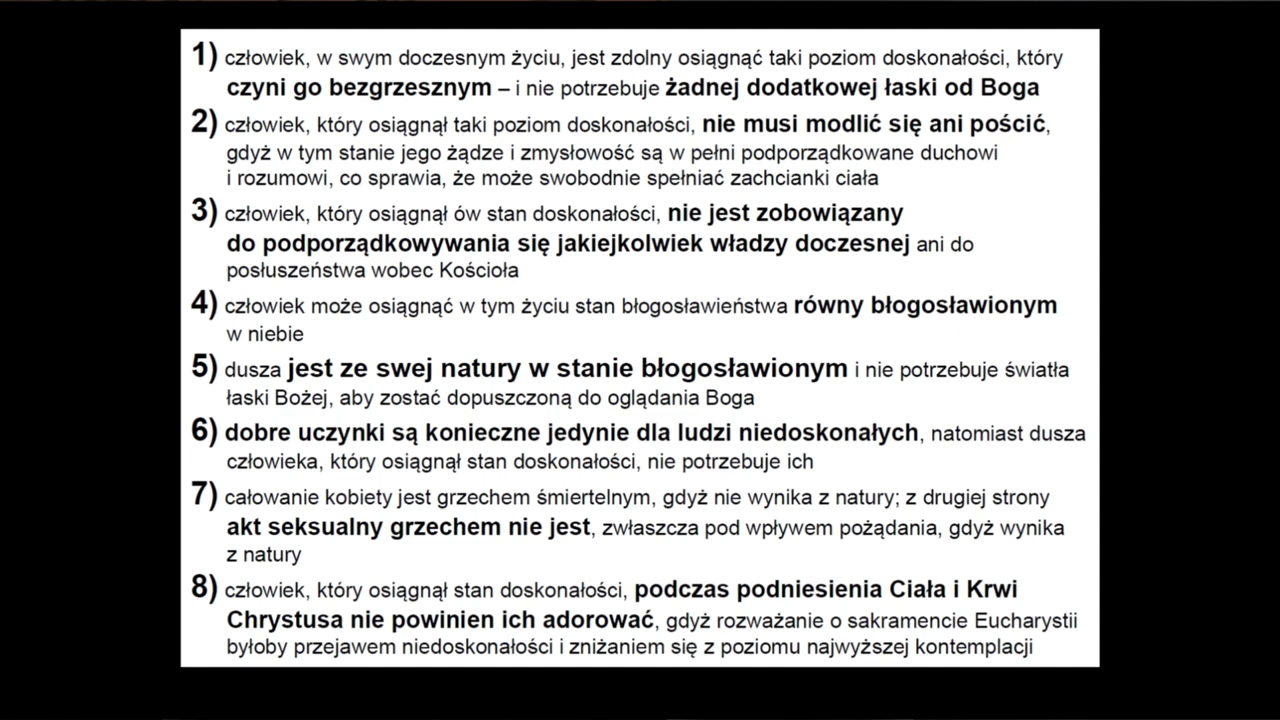 1) człowiek, w swym doczesnym życiu, jest zdolny osiągnąć taki poziom doskonałości, który
czyni go bezgrzesznym – i nie potrzebuje żadnej dodatkowej łaski od Boga
2) człowiek, który osiągnął taki poziom doskonałości, nie musi modlić się ani pościć,
gdyż w tym stanie jego żądze i zmysłowość są w pełni podporządkowane duchowi
i rozumowi, co sprawia, że może swobodnie spełniać zachcianki ciała
3) człowiek, który osiągnął ów stan doskonałości, nie jest zobowiązany
do podporządkowywania się jakiejkolwiek władzy doczesnej ani do
posłuszeństwa wobec Kościoła
4) człowiek może osiągnąć w tym życiu stan błogosławieństwa równy błogosławionym
w niebie
5) dusza jest ze swej natury w stanie błogosławionym i nie potrzebuje światła
łaski Bożej, aby zostać dopuszczoną do oglądania Boga
6) dobre uczynki są konieczne jedynie dla ludzi niedoskonałych, natomiast dusza
człowieka, który osiągnął stan doskonałości, nie potrzebuje ich
7) całowanie kobiety jest grzechem śmiertelnym, gdyż nie wynika z natury; z drugiej strony
akt seksualny grzechem nie jest, zwłaszcza pod wpływem pożądania, gdyż wynika
z natury
8) człowiek, który osiągnął stan doskonałości, podczas podniesienia Ciała i Krwi
Chrystusa nie powinien ich adorować, gdyż rozważanie o sakramencie Eucharystii
byłoby przejawem niedoskonałości i zniżaniem się z poziomu najwyższej kontemplacji